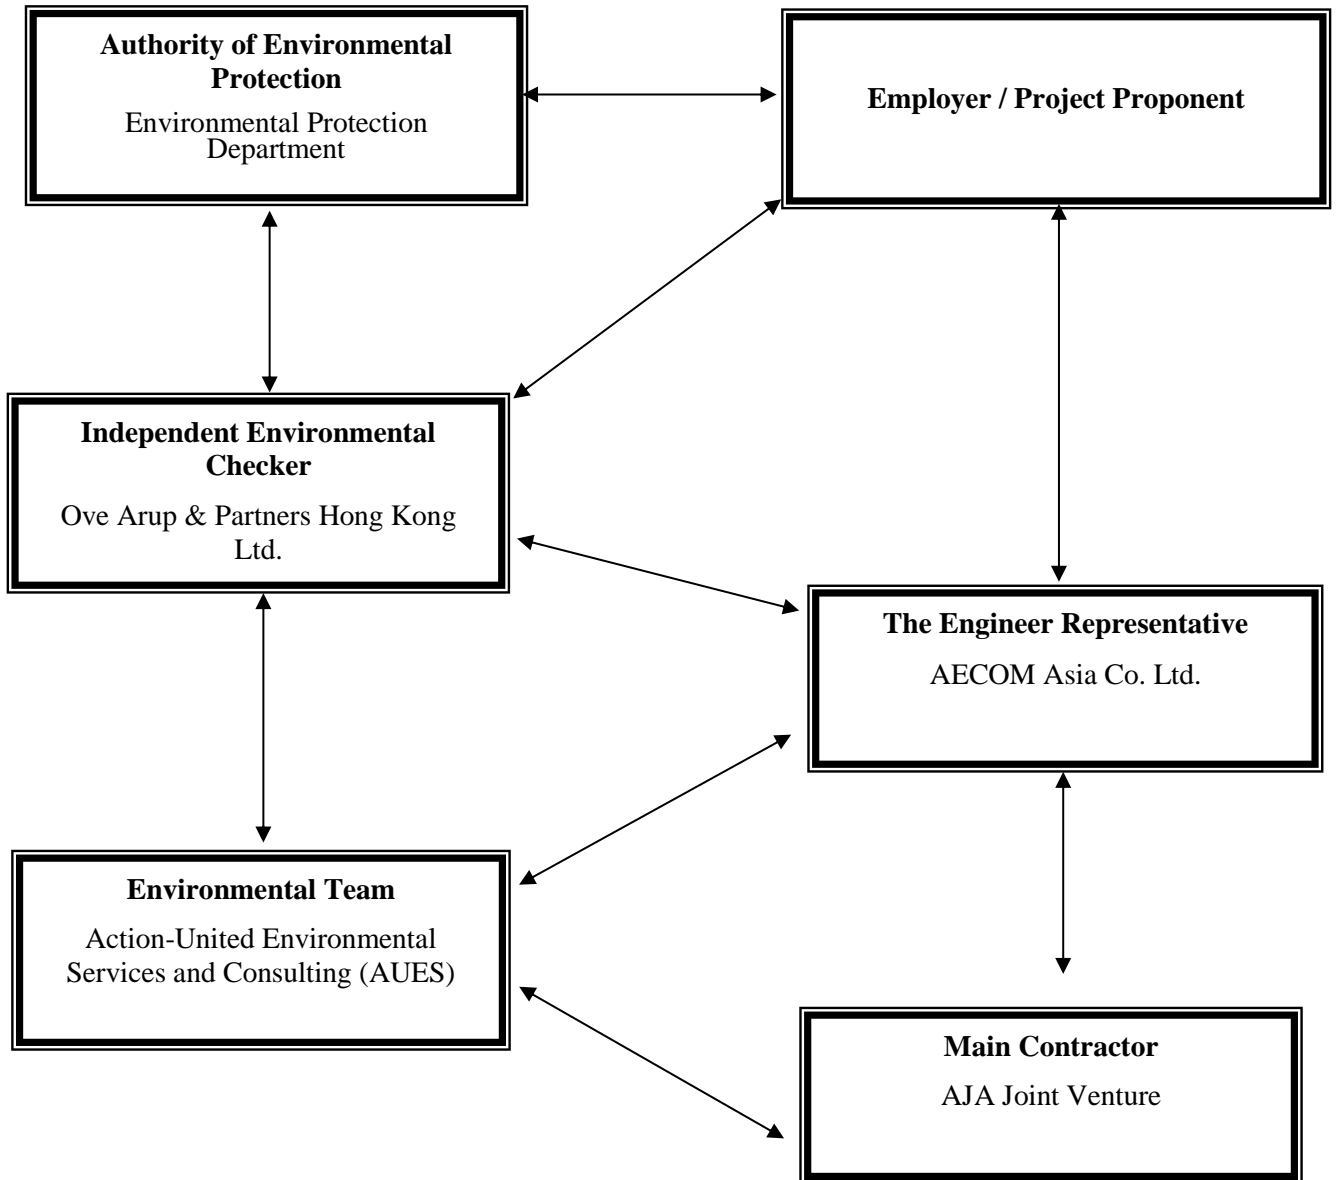 Authority of Environmental
Protection
Environmental Protection
Department
Employer / Project Proponent
Independent Environmental
Checker
Ove Arup & Partners Hong Kong
Ltd.
The Engineer Representative
AECOM Asia Co. Ltd.
Environmental Team
Action-United Environmental
Services and Consulting (AUES)
Main Contractor
AJA Joint Venture